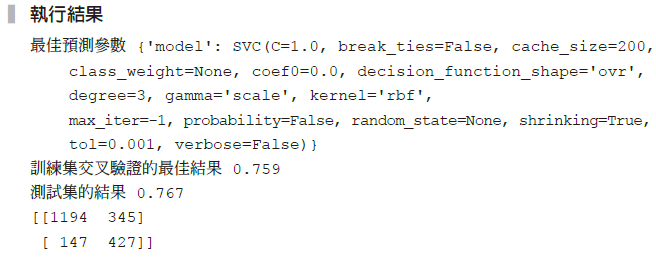 執行結果
最佳預測參數 {'model': SVC(C=1.0, break_ties=False, cache_size=200,
class_weight=None, coef0=0.0, decision_function_shape='ovr',
degree=3, gamma='scale', kernel='rbf',
max_iter=-1, probability=False, random_state=None, shrinking=True,
tol=0.001, verbose=False)}
訓練集交叉驗證的最佳結果 0.759
測試集的結果 0.767
[[1194  345]
 [ 147  427]]